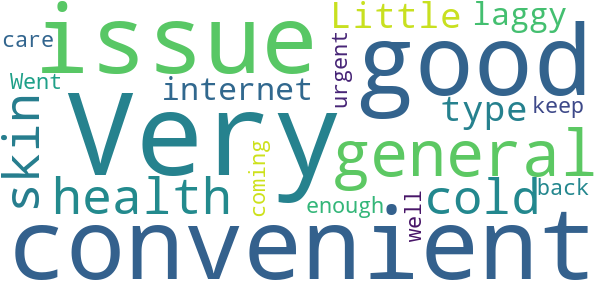 care
issue
Little
laggy
good
Went
internet
urgent
type
keep
skin
Very
general
health
coming
enough
well
cold
back
convenient